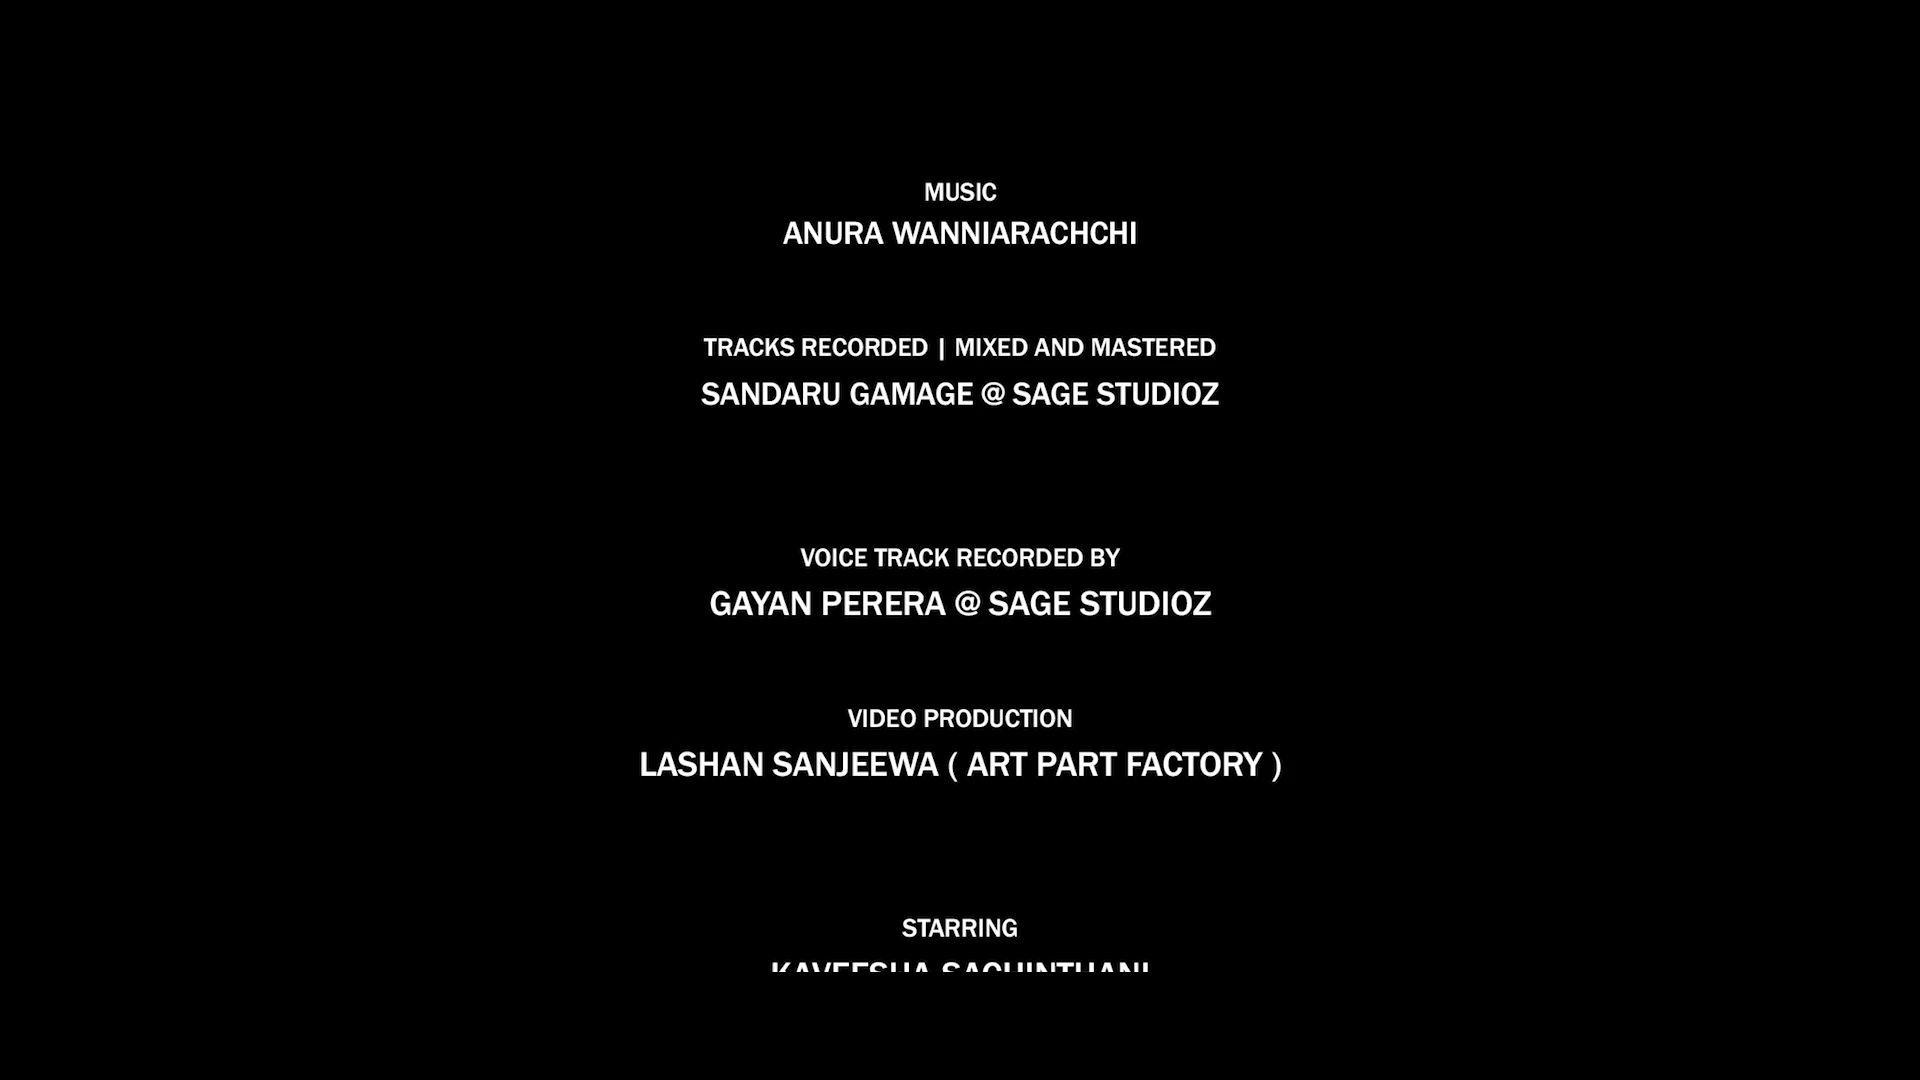 MUSIC
ANURA WANNIARACHCHI
TRACKS RECORDED | MIXED AND MASTERED
SANDARU GAMAGE @ SAGE STUDIOZ
VOICE TRACK RECORDED BY
GAYAN PERERA @ SAGE STUDIOZ
VIDEO PRODUCTION
LASHAN SANJEEWA ( ART PART FACTORY )
STARRING